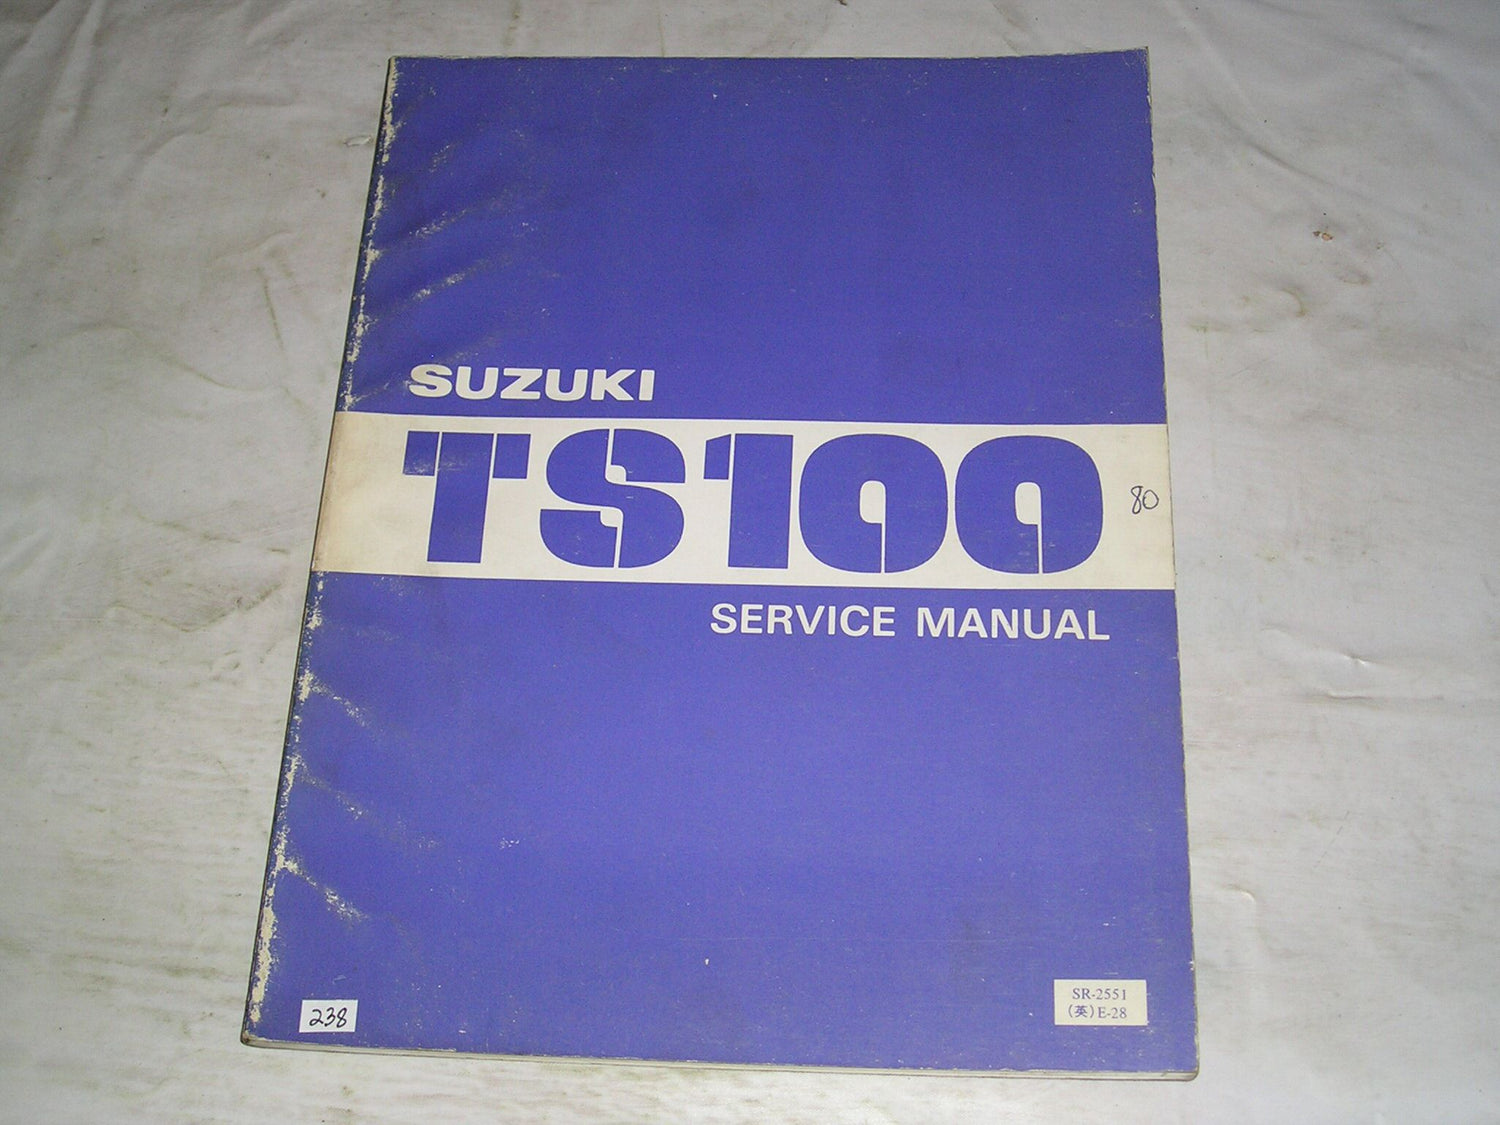 SUZUKI
TS100
80
SERVICE MANUAL
SR-2551
(英)E-28
238